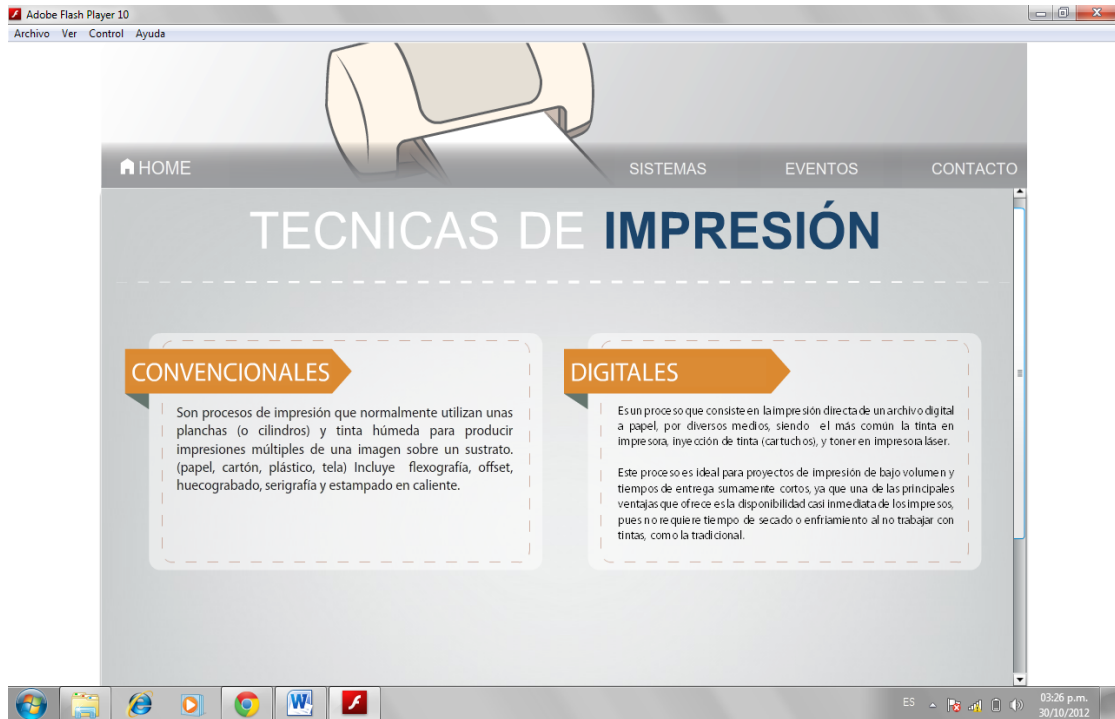 Adobe Flash Player 10
Archivo Ver Control Ayuda
HOME
SISTEMAS
EVENTOS
CONTACTO
TECNICAS DE IMPRESIÓN
CONVENCIONALES
Son procesos de impresión que normalmente utilizan unas
planchas (o cilindros) y tinta húmeda para producir
impresiones múltiples de una imagen sobre un sustrato.
(papel, cartón, plástico, tela) Incluye flexografía, offset,
huecograbado, serigrafía y estampado en caliente.
DIGITALES
Es un proceso que consiste en la impresión directa de un archivo digital
a papel, por diversos medios, siendo el más común la tinta en
impresora, inyección de tinta (cartuchos), y toner en impresora láser.
Este proceso es ideal para proyectos de impresión de bajo volumen y
tiempos de entrega sumamente cortos, ya que una de las principales
ventajas que ofrece es la disponibilidad casi inmediata de los impresos,
pues no requiere tiempo de secado o enfriamiento al no trabajar con
tintas, como la tradicional.
ES
03:26 p.m.
30/10/2012